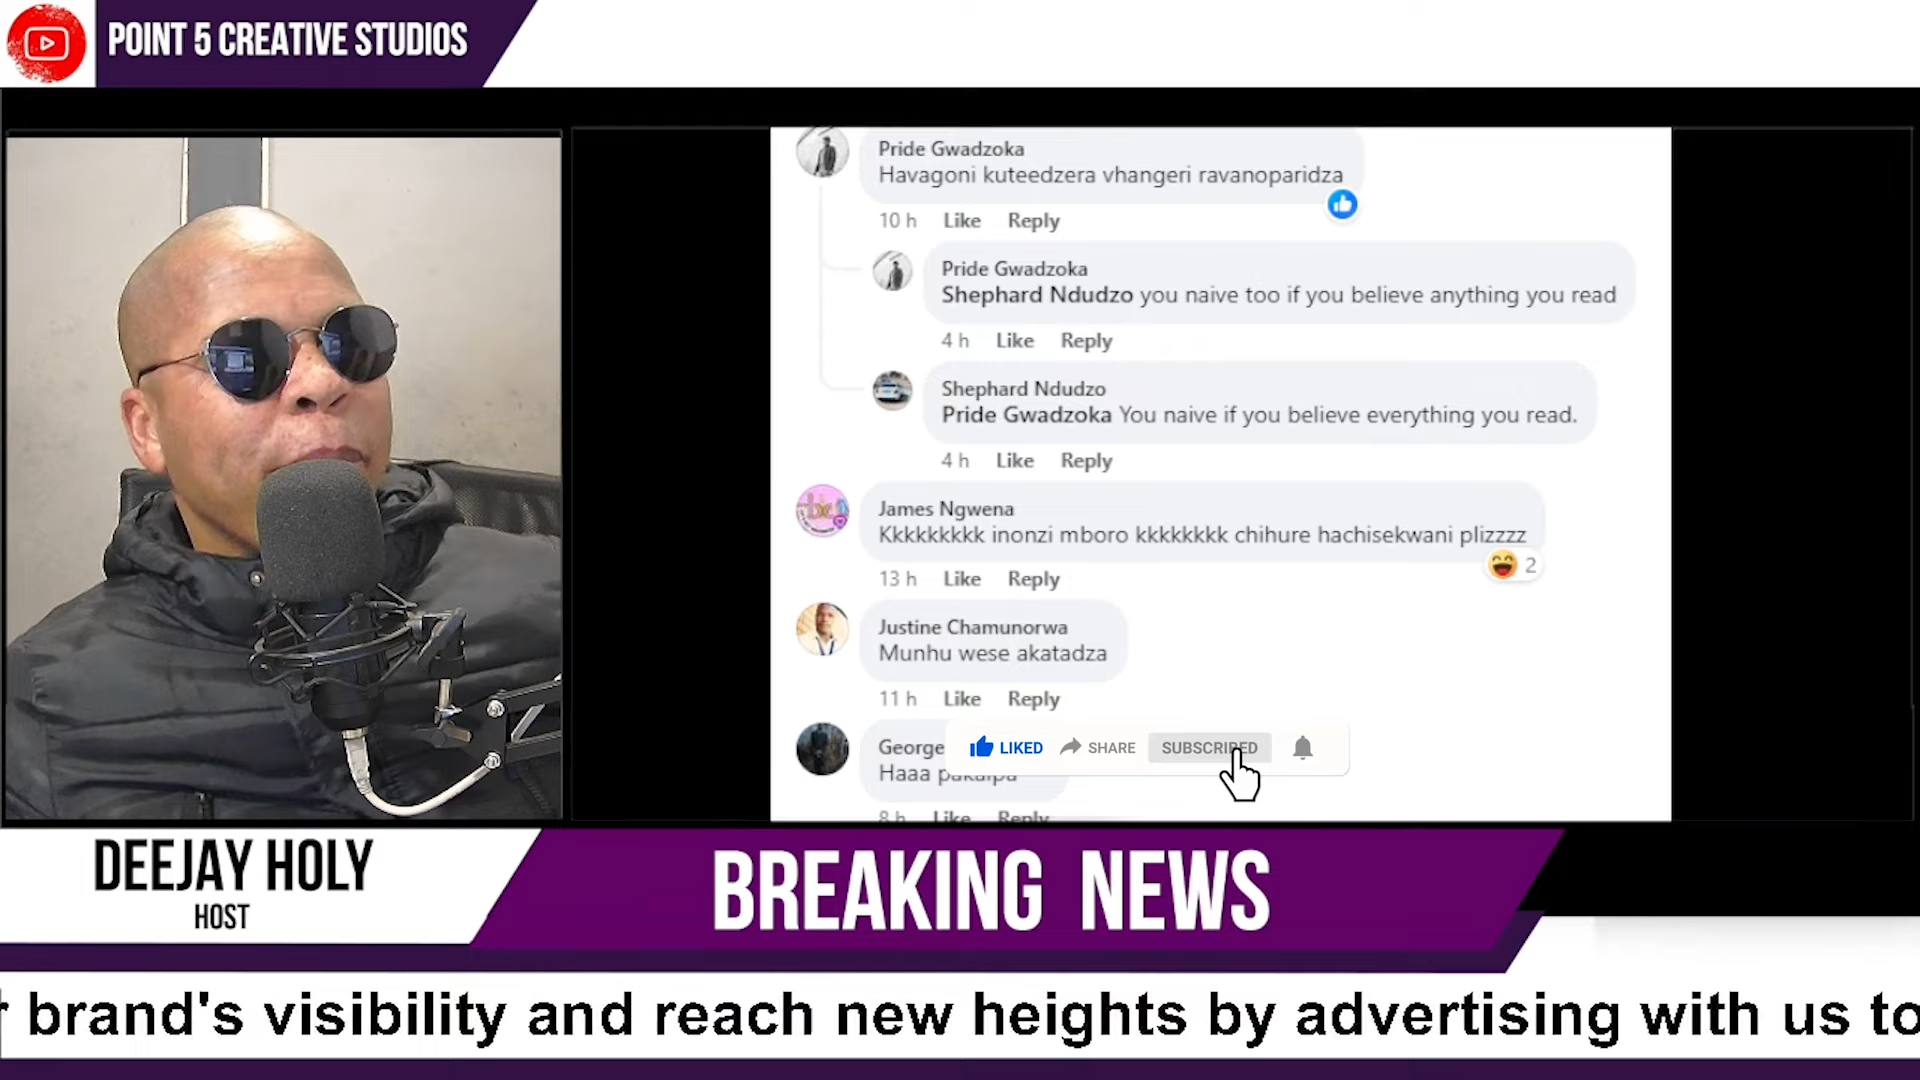 POINT 5 CREATIVE STUDIOS
Pride Gwadzoka
Havagoni kuteedzera vhangeri ravanoparidza
10 h Like Reply
Pride Gwadzoka
Shephard Ndudzo you naive too if you believe anything you read
4 h Like Reply
Shephard Ndudzo
Pride Gwadzoka You naive if you believe everything you read.
4 h Like Reply
James Ngwena
Kkkkkkkkk inonzi mboro kkkkkkkk chihure hachisekwani plizzzz
2
13 h Like Reply
Justine Chamunorwa
Munhu wese akatadza
11 h Like Reply
George
Haaa
LIKED SHARE SUBSCRIBED
8 h Like Reply
DEEJAY HOLY
HOST
BREAKING NEWS
brand's visibility and reach new heights by advertising with us to